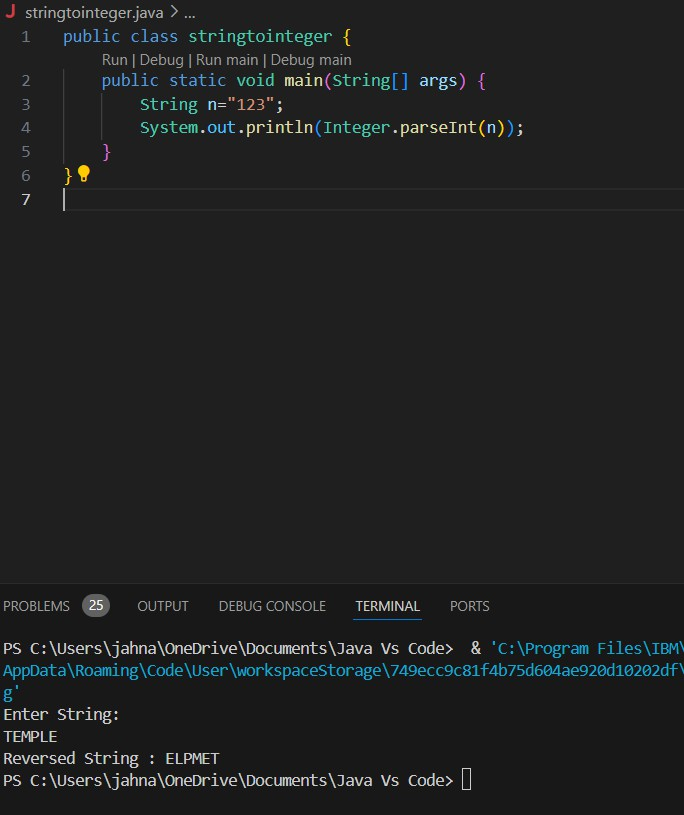 stringtointeger.java > ...
1 public class stringtointeger {
Run | Debug | Run main | Debug main
2 public static void main(String[] args) {
3 String n="123";
4 System.out.println(Integer.parseInt(n));
5 }
6 }
7
PROBLEMS 25 OUTPUT DEBUG CONSOLE TERMINAL PORTS
PS C:\Users\jahna\OneDrive\Documents\Java Vs Code>  & 'C:\Program Files\IBM\
AppData\Roaming\Code\User\workspaceStorage\749ecc9c81f4b75d604ae920d10202df\
g'
Enter String:
TEMPLE
Reversed String : ELPMET
PS C:\Users\jahna\OneDrive\Documents\Java Vs Code>